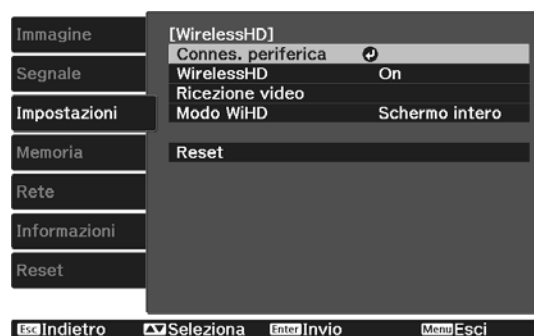 Immagine
Segnale
Impostazioni
Memoria
Rete
Informazioni
Reset
[WirelessHD]
Connes. periferica
WirelessHD On
Ricezione video
Modo WiHD Schermo intero
Reset
Esc Indietro Seleziona Enter Invio Menu Esci